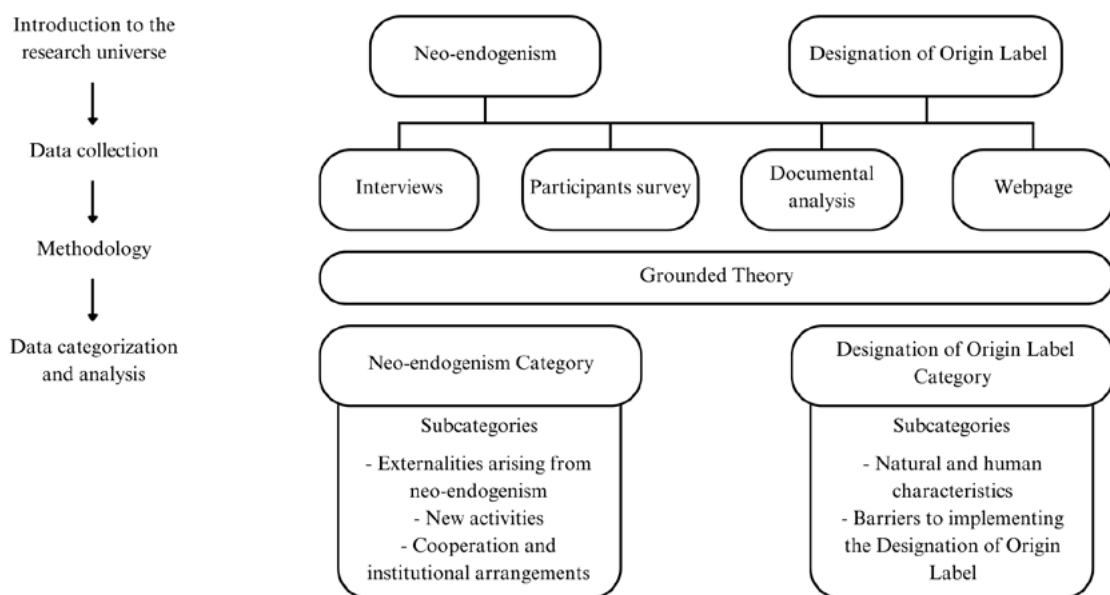 Introduction to the
research universe
Neo-endogenism
Designation of Origin Label
Data collection
Interviews
Participants survey
Documental
analysis
Webpage
Methodology
Grounded Theory
Data categorization
and analysis
Neo-endogenism Category
Designation of Origin Label
Category
Subcategories
- Externalities arising from
neo-endogenism
- New activities
- Cooperation and
institutional arrangements
Subcategories
- Natural and human
characteristics
- Barriers to implementing
the Designation of Origin
Label